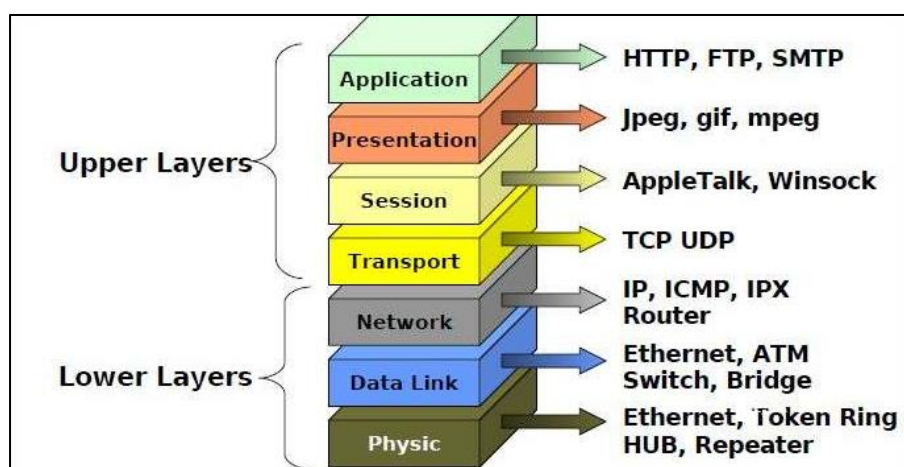 Application
HTTP, FTP, SMTP
Presentation
Jpeg, gif, mpeg
Upper Layers
Session
AppleTalk, Winsock
Transport
TCP UDP
Network
IP, ICMP, IPX
Router
Lower Layers
Data Link
Ethernet, ATM
Switch, Bridge
Physic
Ethernet, Token Ring
HUB, Repeater